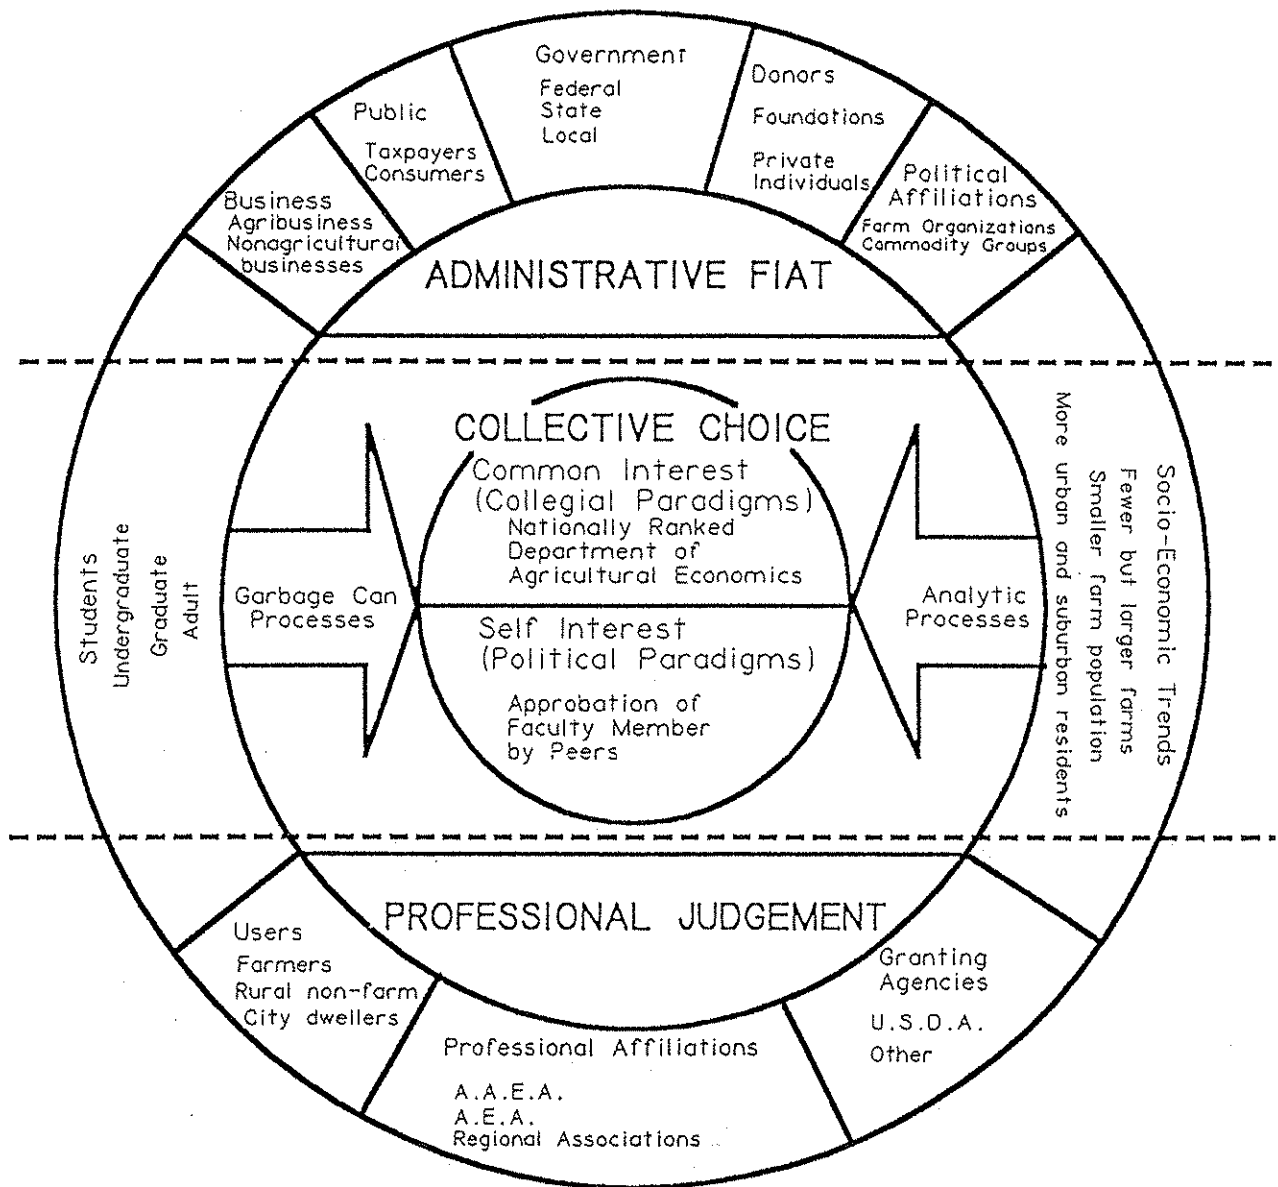 Government
Federal
State
Local
Donors
Foundations
Private
Individuals
Public
Taxpayers
Consumers
Political
Affiliations
Farm Organizations
Commodity Groups
Business
Agribusiness
Nonagricultural
businesses
ADMINISTRATIVE FIAT
COLLECTIVE CHOICE
Common Interest
(Collegial Paradigms)
Nationally Ranked
Department of
Agricultural Economics
Self Interest
(Political Paradigms)
Approbation of
Faculty Member
by Peers
Garbage Can
Processes
Analytic
Processes
Students
Undergraduate
Graduate
Adult
Socio-Economic Trends
Fewer but larger farms
Smaller farm population
More urban and suburban residents
PROFESSIONAL JUDGEMENT
Users
Farmers
Rural non-farm
City dwellers
Professional Affiliations
A.A.E.A.
A.E.A.
Regional Associations
Granting
Agencies
U.S.D.A.
Other